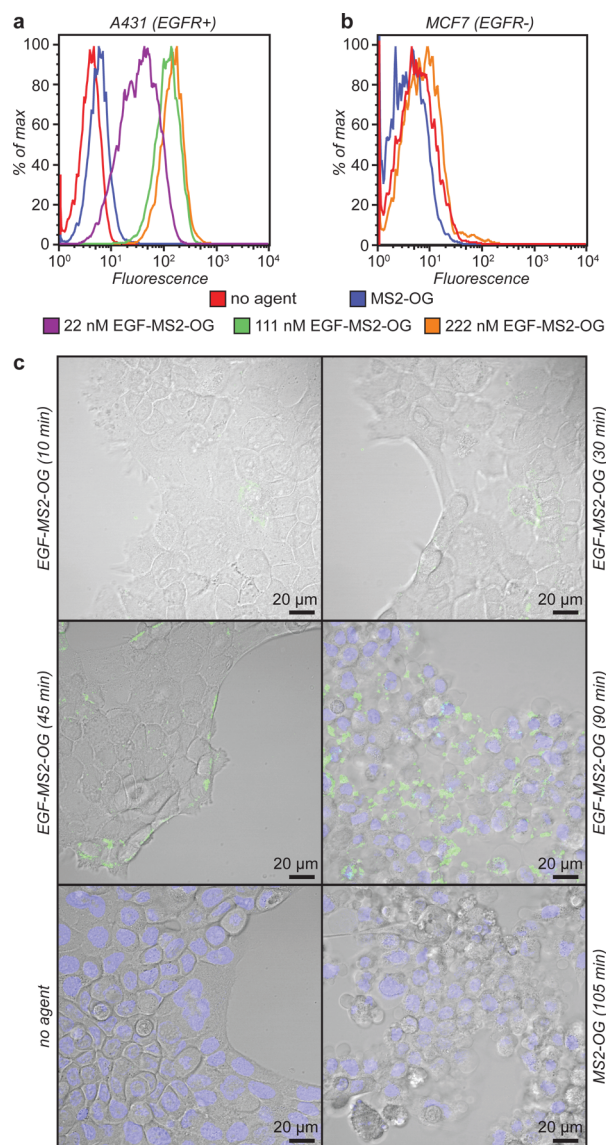 a
A431 (EGFR+)
% of max
100
80
60
40
20
0
10⁰ 10¹ 10² 10³ 10⁴
Fluorescence
b
MCF7 (EGFR-)
% of max
100
80
60
40
20
0
10⁰ 10¹ 10² 10³ 10⁴
Fluorescence
no agent
MS2-OG
22 nM EGF-MS2-OG
111 nM EGF-MS2-OG
222 nM EGF-MS2-OG
c
EGF-MS2-OG (10 min)
20 µm
EGF-MS2-OG (30 min)
20 µm
EGF-MS2-OG (45 min)
20 µm
EGF-MS2-OG (90 min)
20 µm
no agent
20 µm
MS2-OG (105 min)
20 µm